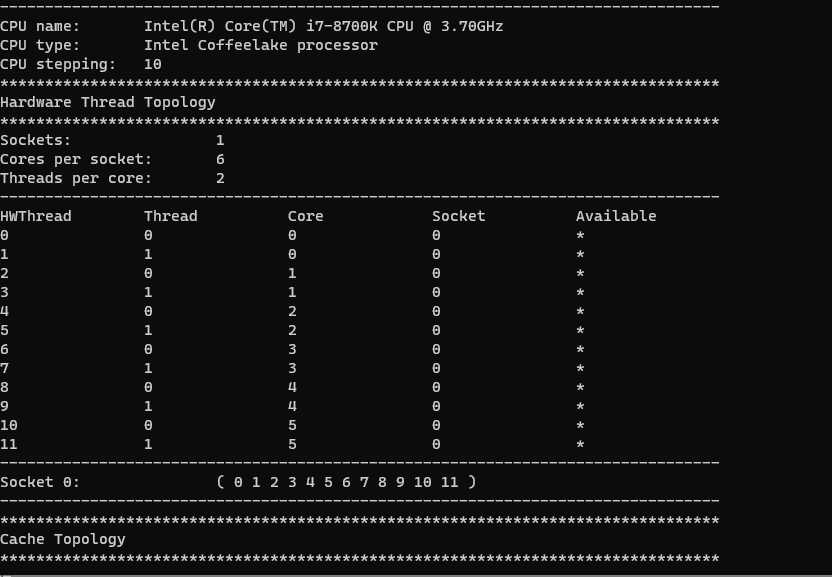 --------------------------------------------------------------------------------
CPU name:       Intel(R) Core(TM) i7-8700K CPU @ 3.70GHz
CPU type:       Intel Coffeelake processor
CPU stepping:   10
********************************************************************************
Hardware Thread Topology
********************************************************************************
Sockets:                1
Cores per socket:       6
Threads per core:       2
--------------------------------------------------------------------------------
HWThread        Thread          Core            Socket          Available
0               0               0               0               *
1               1               0               0               *
2               0               1               0               *
3               1               1               0               *
4               0               2               0               *
5               1               2               0               *
6               0               3               0               *
7               1               3               0               *
8               0               4               0               *
9               1               4               0               *
10              0               5               0               *
11              1               5               0               *
--------------------------------------------------------------------------------
Socket 0:               ( 0 1 2 3 4 5 6 7 8 9 10 11 )
--------------------------------------------------------------------------------
********************************************************************************
Cache Topology
********************************************************************************